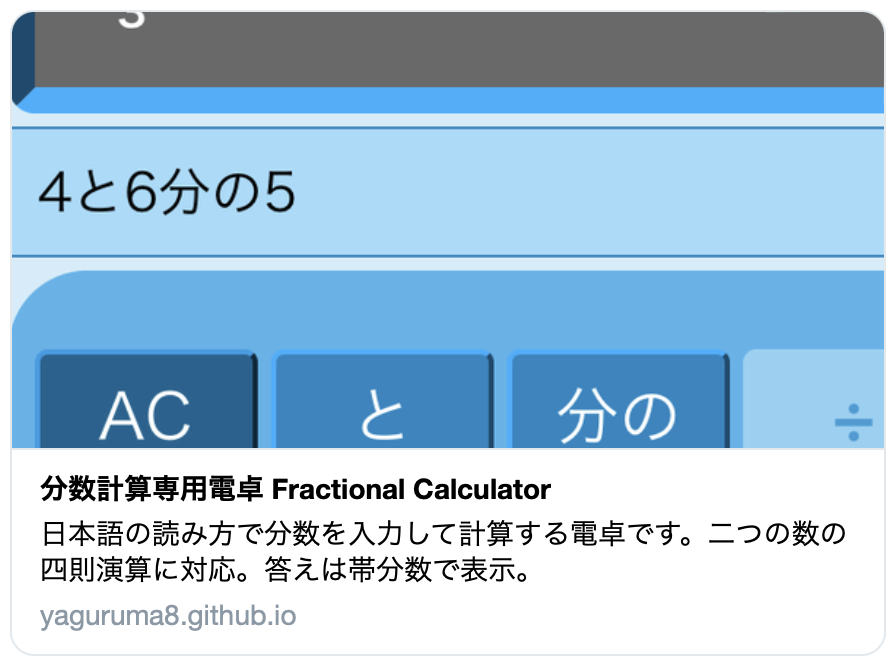 3
4と6分の5
AC と 分の ÷
分数計算専用電卓 Fractional Calculator
日本語の読み方で分数を入力して計算する電卓です。二つの数の
四則演算に対応。答えは帯分数で表示。
yaguruma8.github.io